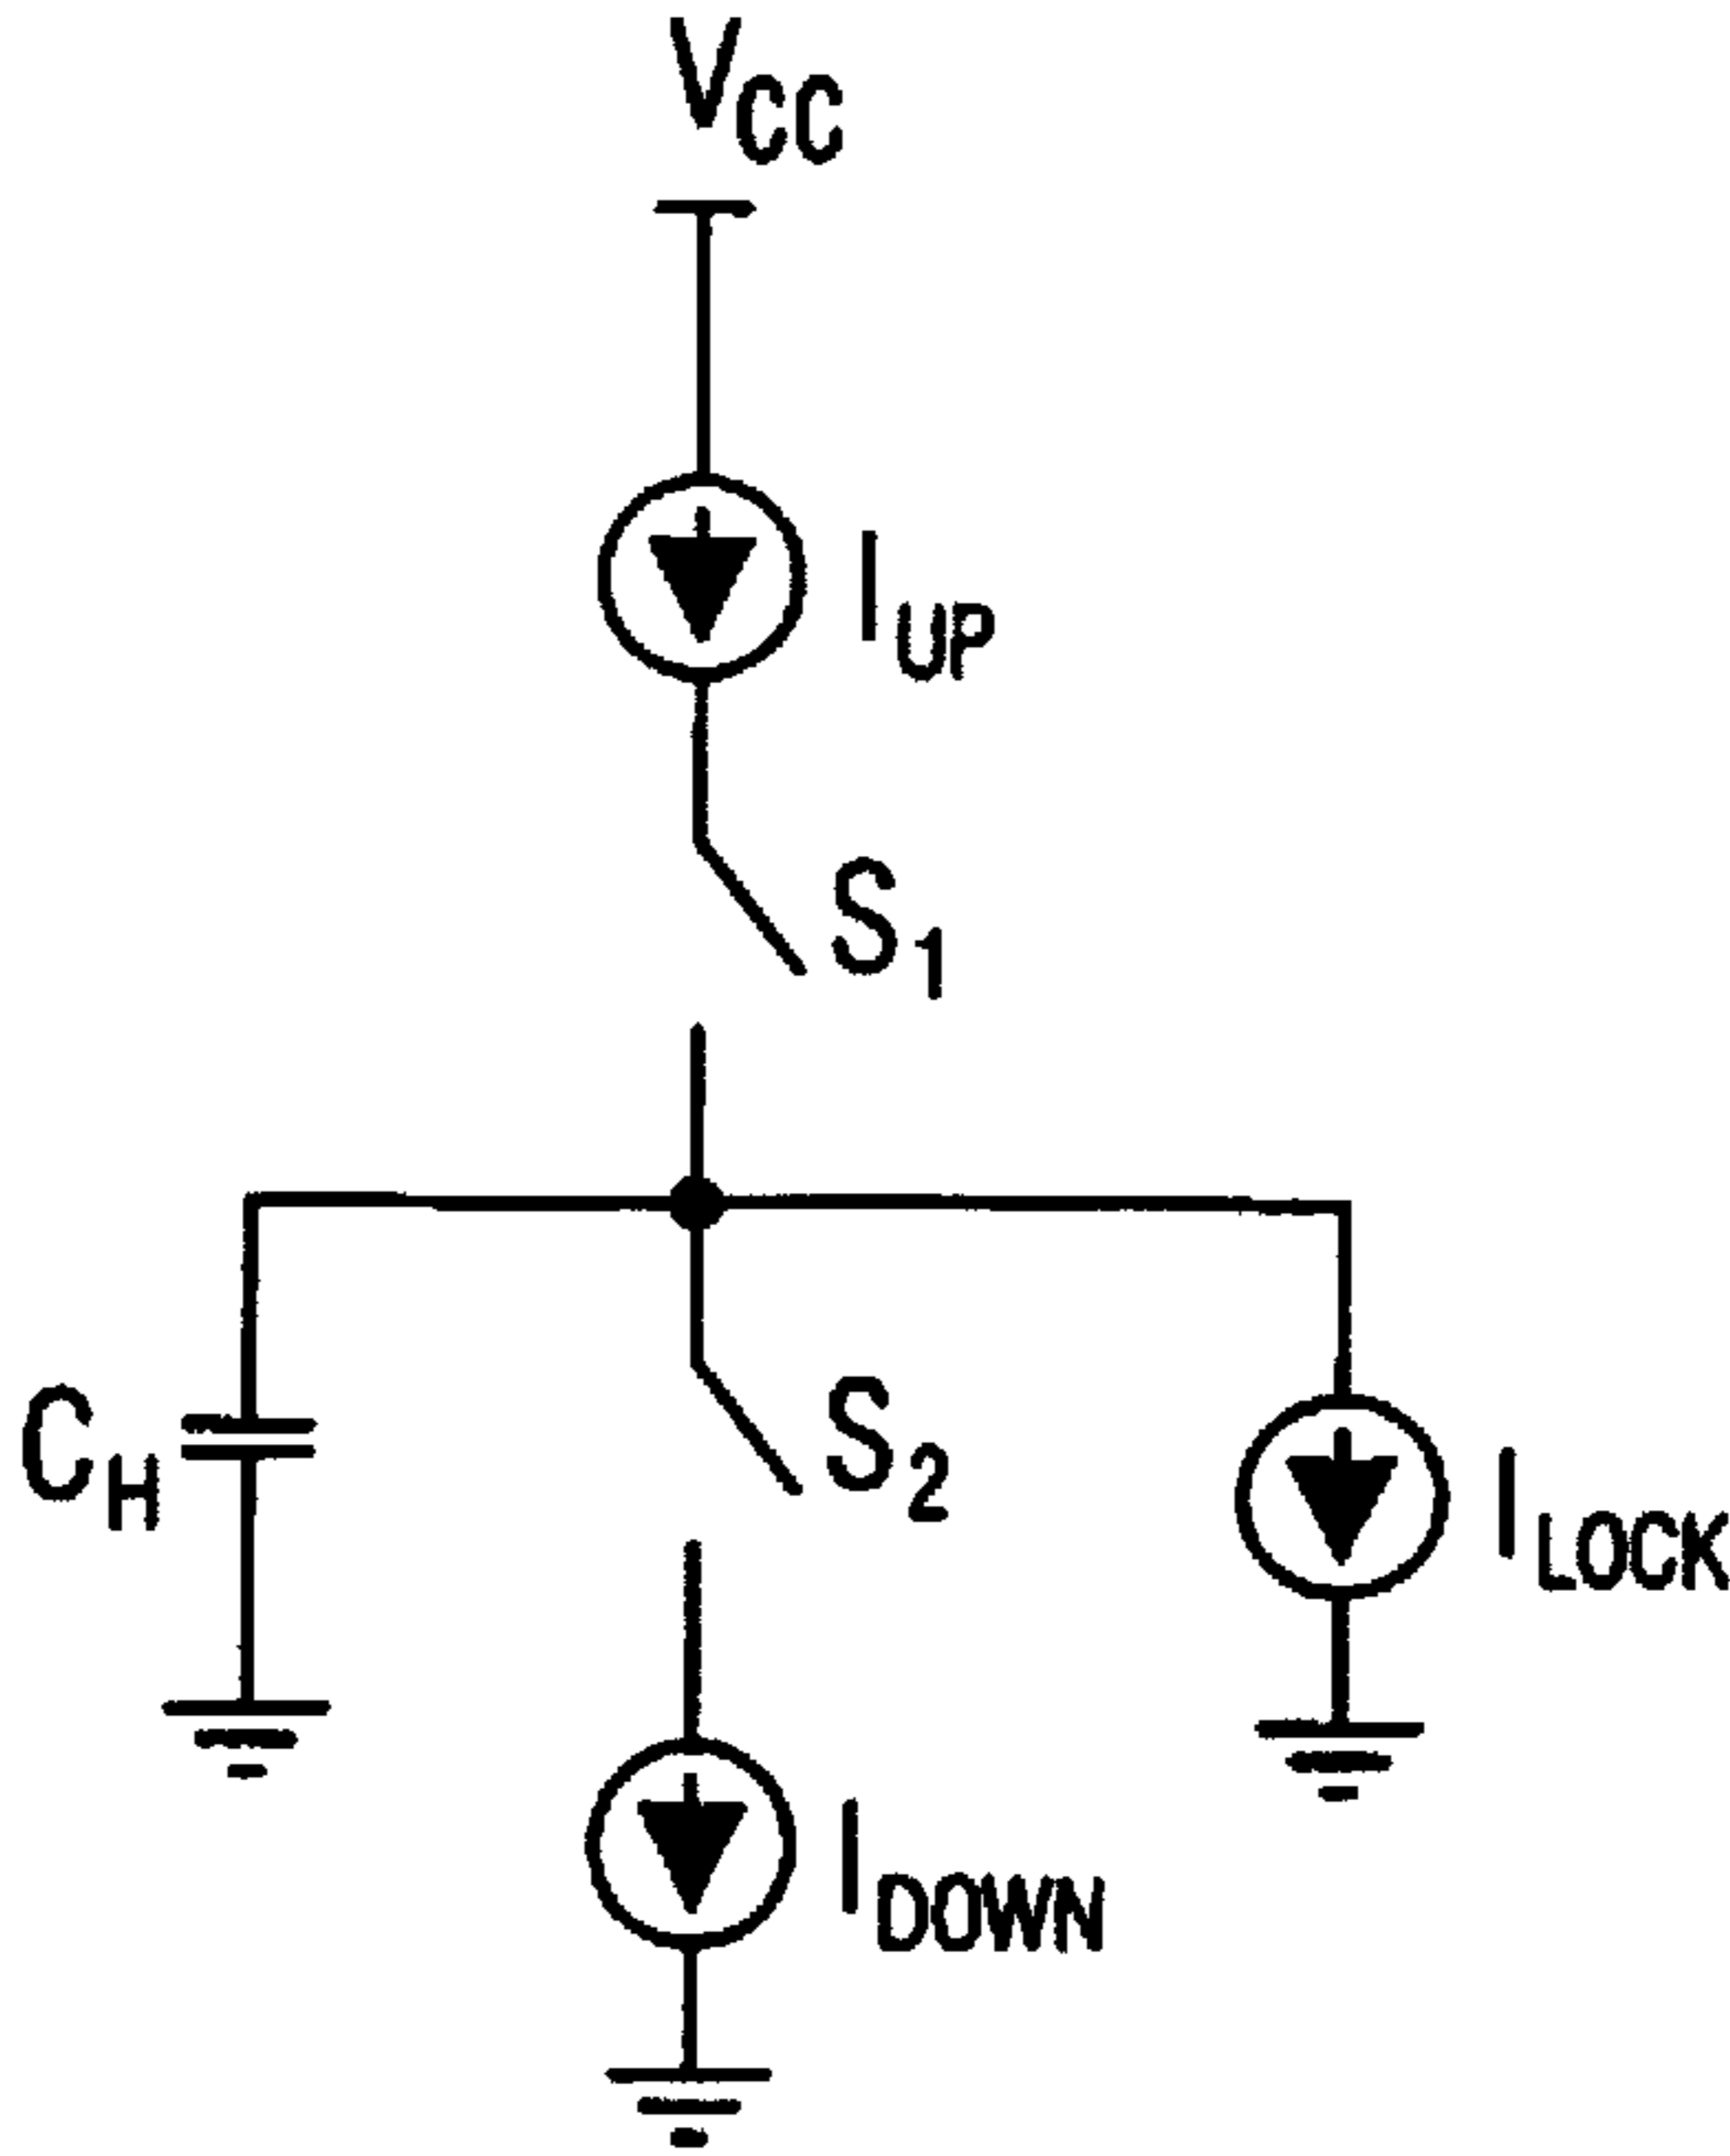 VCC
IUP
S1
CH
S2
ILOCK
IDOWN